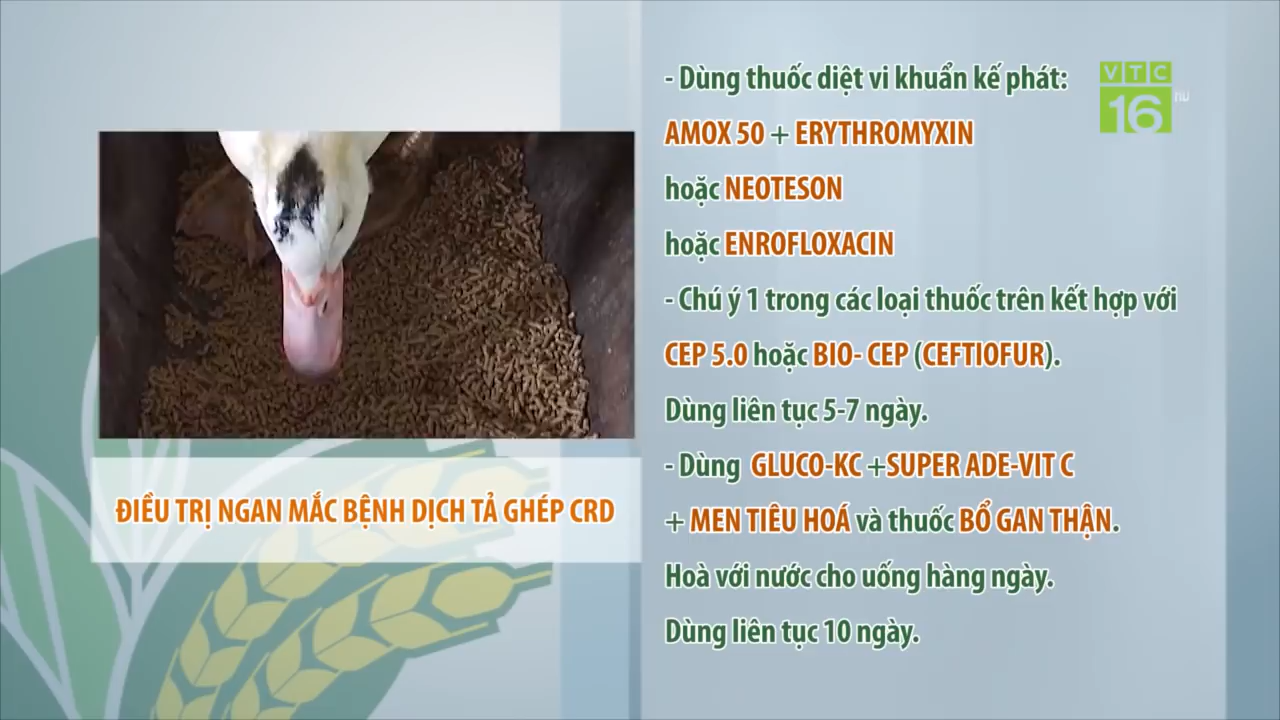 - Dùng thuốc diệt vi khuẩn kế phát:
AMOX 50 + ERYTHROMYXIN
hoặc NEOTESON
hoặc ENROFLOXACIN
- Chú ý 1 trong các loại thuốc trên kết hợp với
CEP 5.0 hoặc BIO- CEP (CEFTIOFUR).
Dùng liên tục 5-7 ngày.
- Dùng GLUCO-KC +SUPER ADE-VIT C
+ MEN TIÊU HOÁ và thuốc BỔ GAN THẬN.
Hoà với nước cho uống hàng ngày.
Dùng liên tục 10 ngày.
ĐIỀU TRỊ NGAN MẮC BỆNH DỊCH TẢ GHÉP CRD
VTC
16
HD